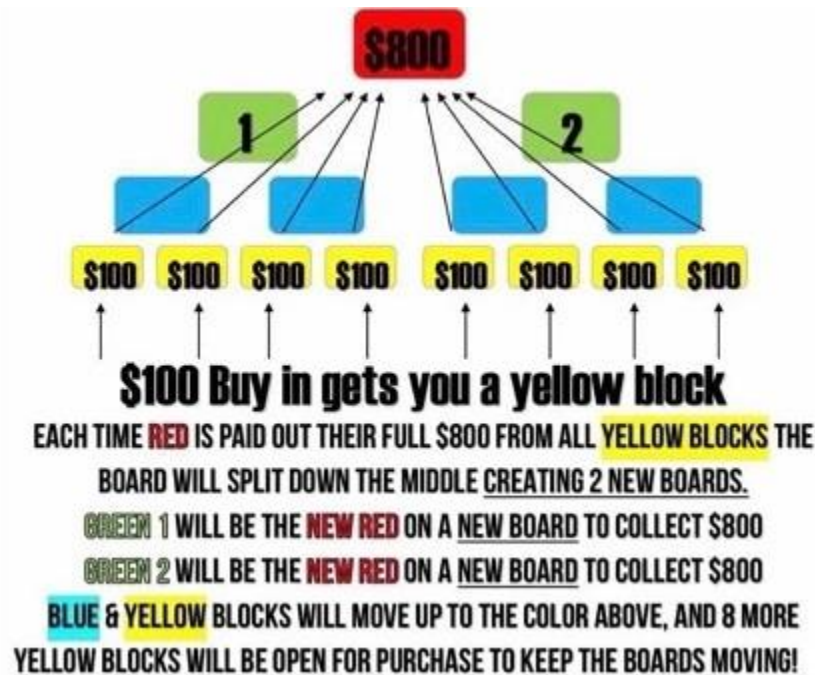 $800
1 2
$100 $100 $100 $100 $100 $100 $100 $100
$100 Buy in gets you a yellow block
EACH TIME RED IS PAID OUT THEIR FULL $800 FROM ALL YELLOW BLOCKS THE
BOARD WILL SPLIT DOWN THE MIDDLE CREATING 2 NEW BOARDS.
GREEN 1 WILL BE THE NEW RED ON A NEW BOARD TO COLLECT $800
GREEN 2 WILL BE THE NEW RED ON A NEW BOARD TO COLLECT $800
BLUE & YELLOW BLOCKS WILL MOVE UP TO THE COLOR ABOVE, AND 8 MORE
YELLOW BLOCKS WILL BE OPEN FOR PURCHASE TO KEEP THE BOARDS MOVING!